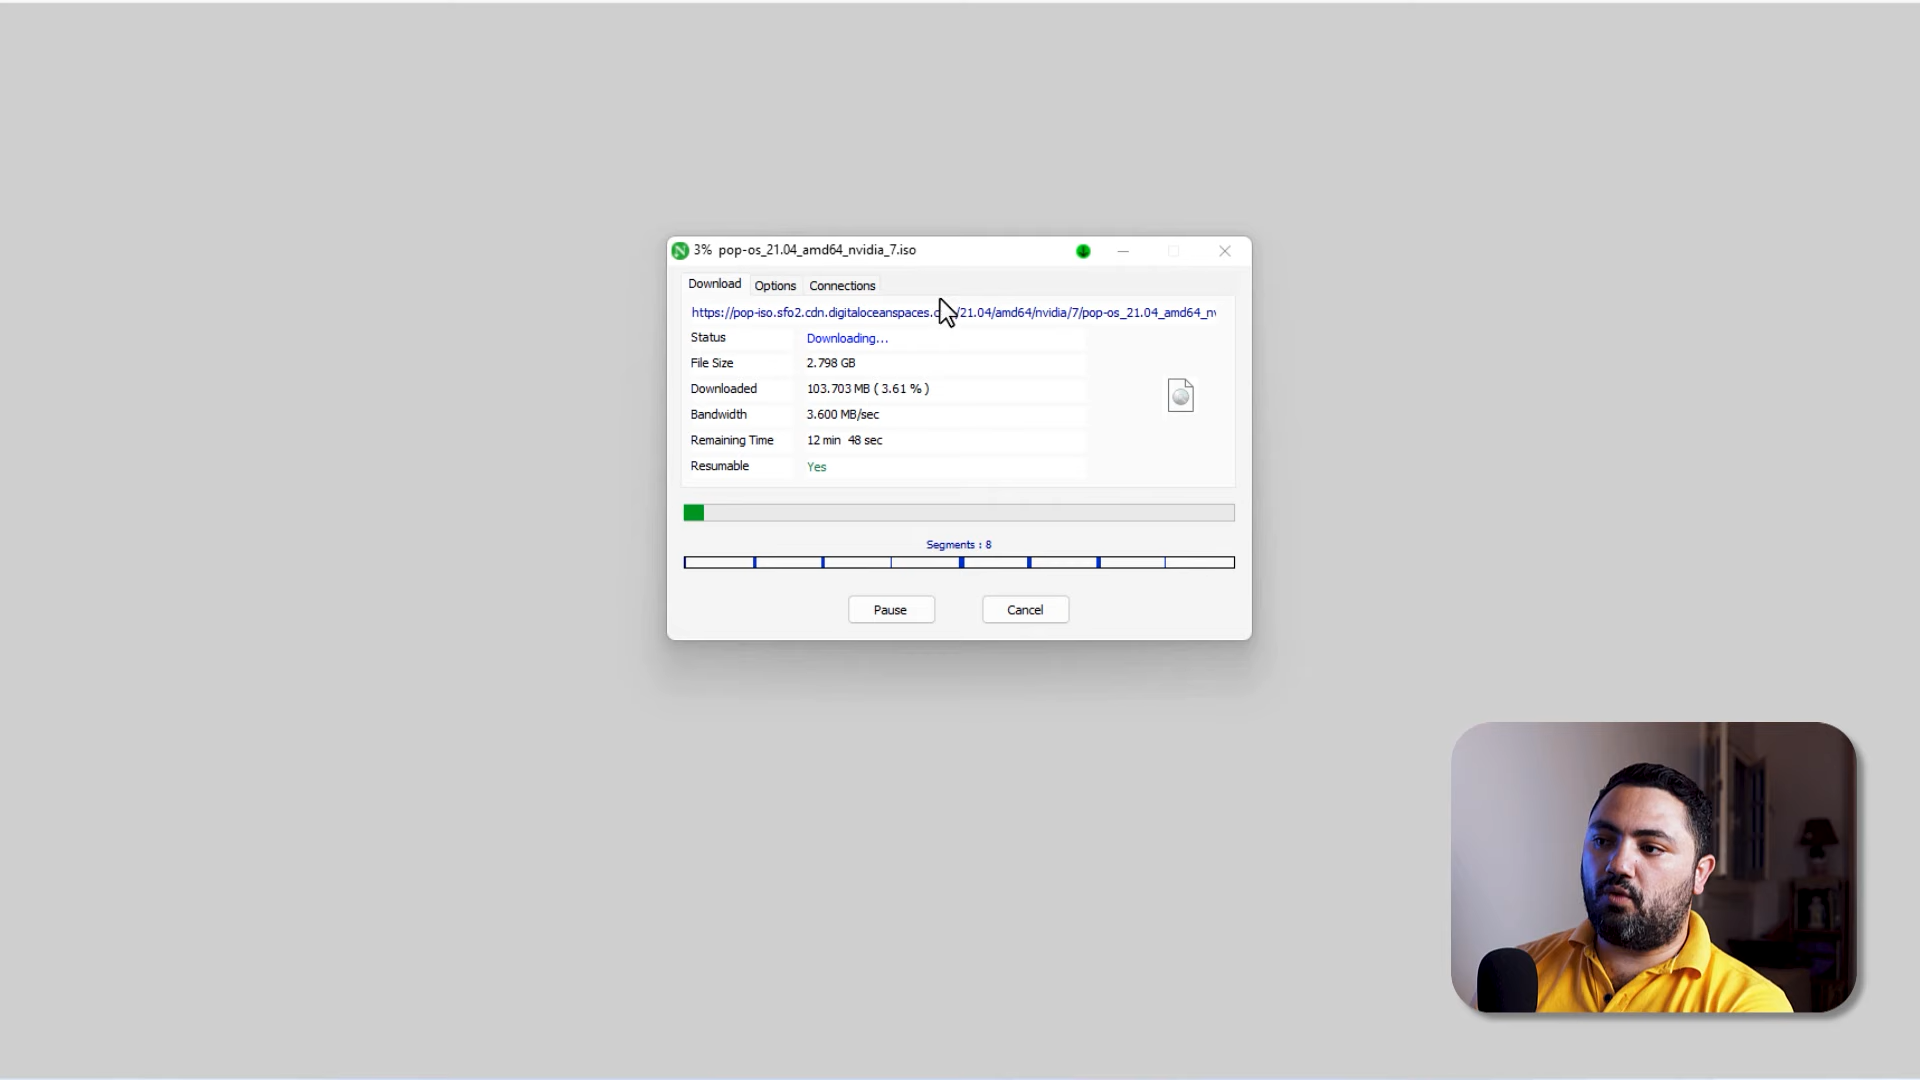 3% pop-os_21.04_amd64_nvidia_7.iso
Download Options Connections
https://pop-iso.sfo2.cdn.digitaloceanspaces.c /21.04/amd64/nvidia/7/pop-os_21.04_amd64_nv
Status Downloading...
File Size 2.798 GB
Downloaded 103.703 MB ( 3.61 % )
Bandwidth 3.600 MB/sec
Remaining Time 12 min 48 sec
Resumable Yes
Segments : 8
Pause Cancel